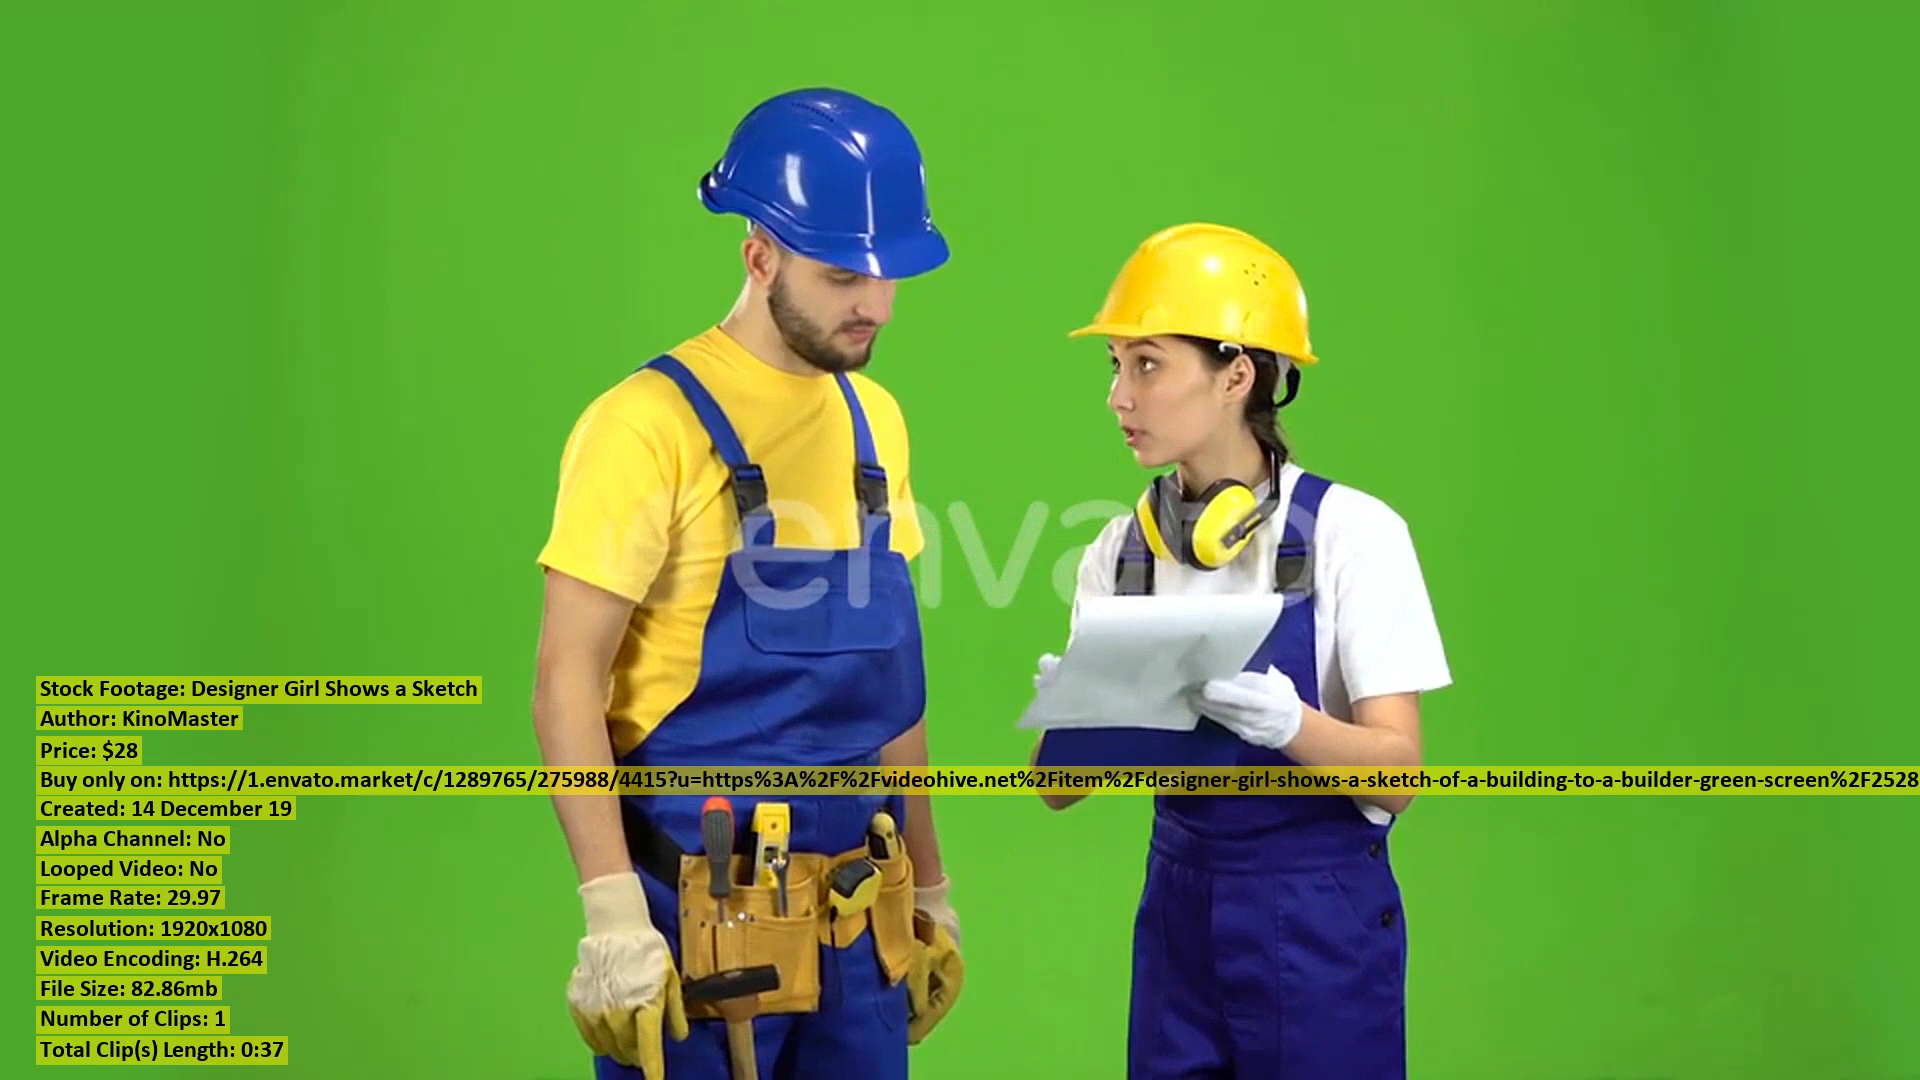 envato
Stock Footage: Designer Girl Shows a Sketch
Author: KinoMaster
Price: $28
Buy only on: https://1.envato.market/c/1289765/275988/4415?u=https%3A%2F%2Fvideohive.net%2Fitem%2Fdesigner-girl-shows-a-sketch-of-a-building-to-a-builder-green-screen%2F2528
Created: 14 December 19
Alpha Channel: No
Looped Video: No
Frame Rate: 29.97
Resolution: 1920x1080
Video Encoding: H.264
File Size: 82.86mb
Number of Clips: 1
Total Clip(s) Length: 0:37